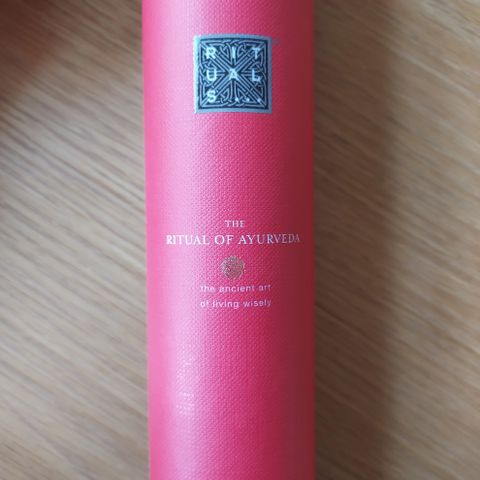 RIT
UAL
S...
THE
RITUAL OF AYURVEDA
the ancient art
of living wisely